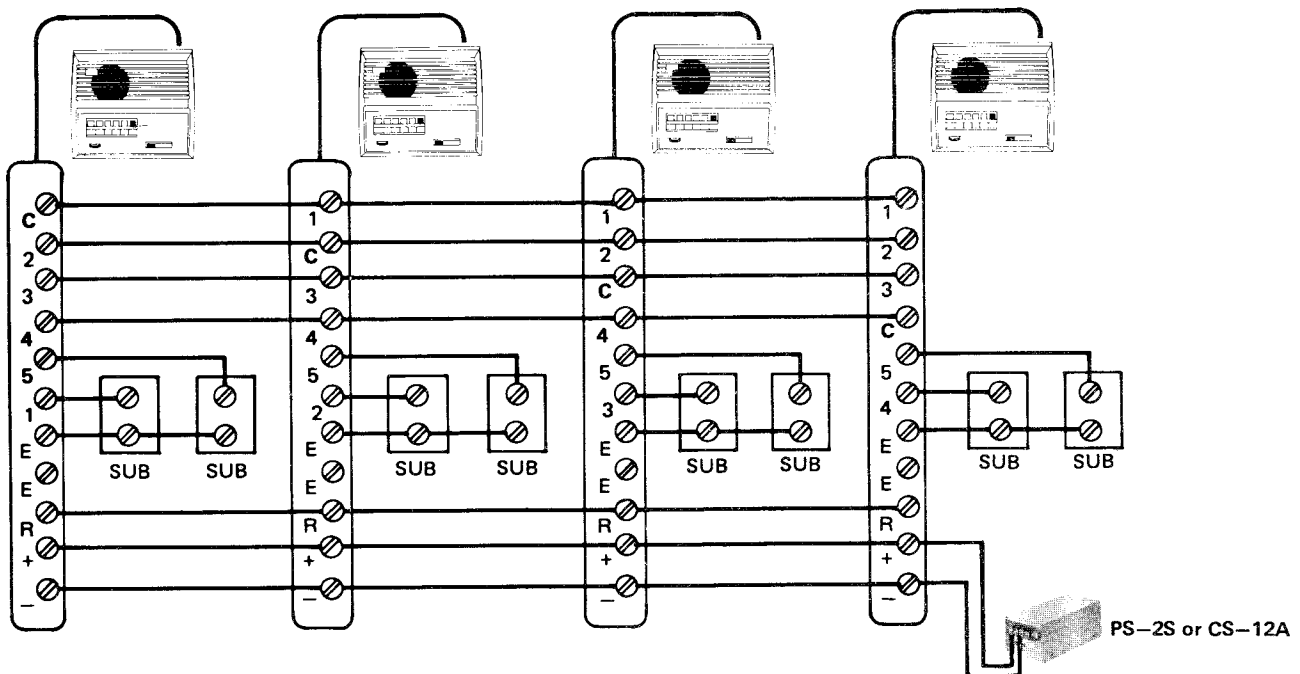 C 1 1 1
2 C 2 2
3 3 C 3
4 4 4 C
5 5 5 5
1 2 3 4
E E E E
SUB SUB SUB SUB SUB SUB SUB SUB
E E E E
R R R R
+ + + +
– – – –
PS–2S or CS–12A